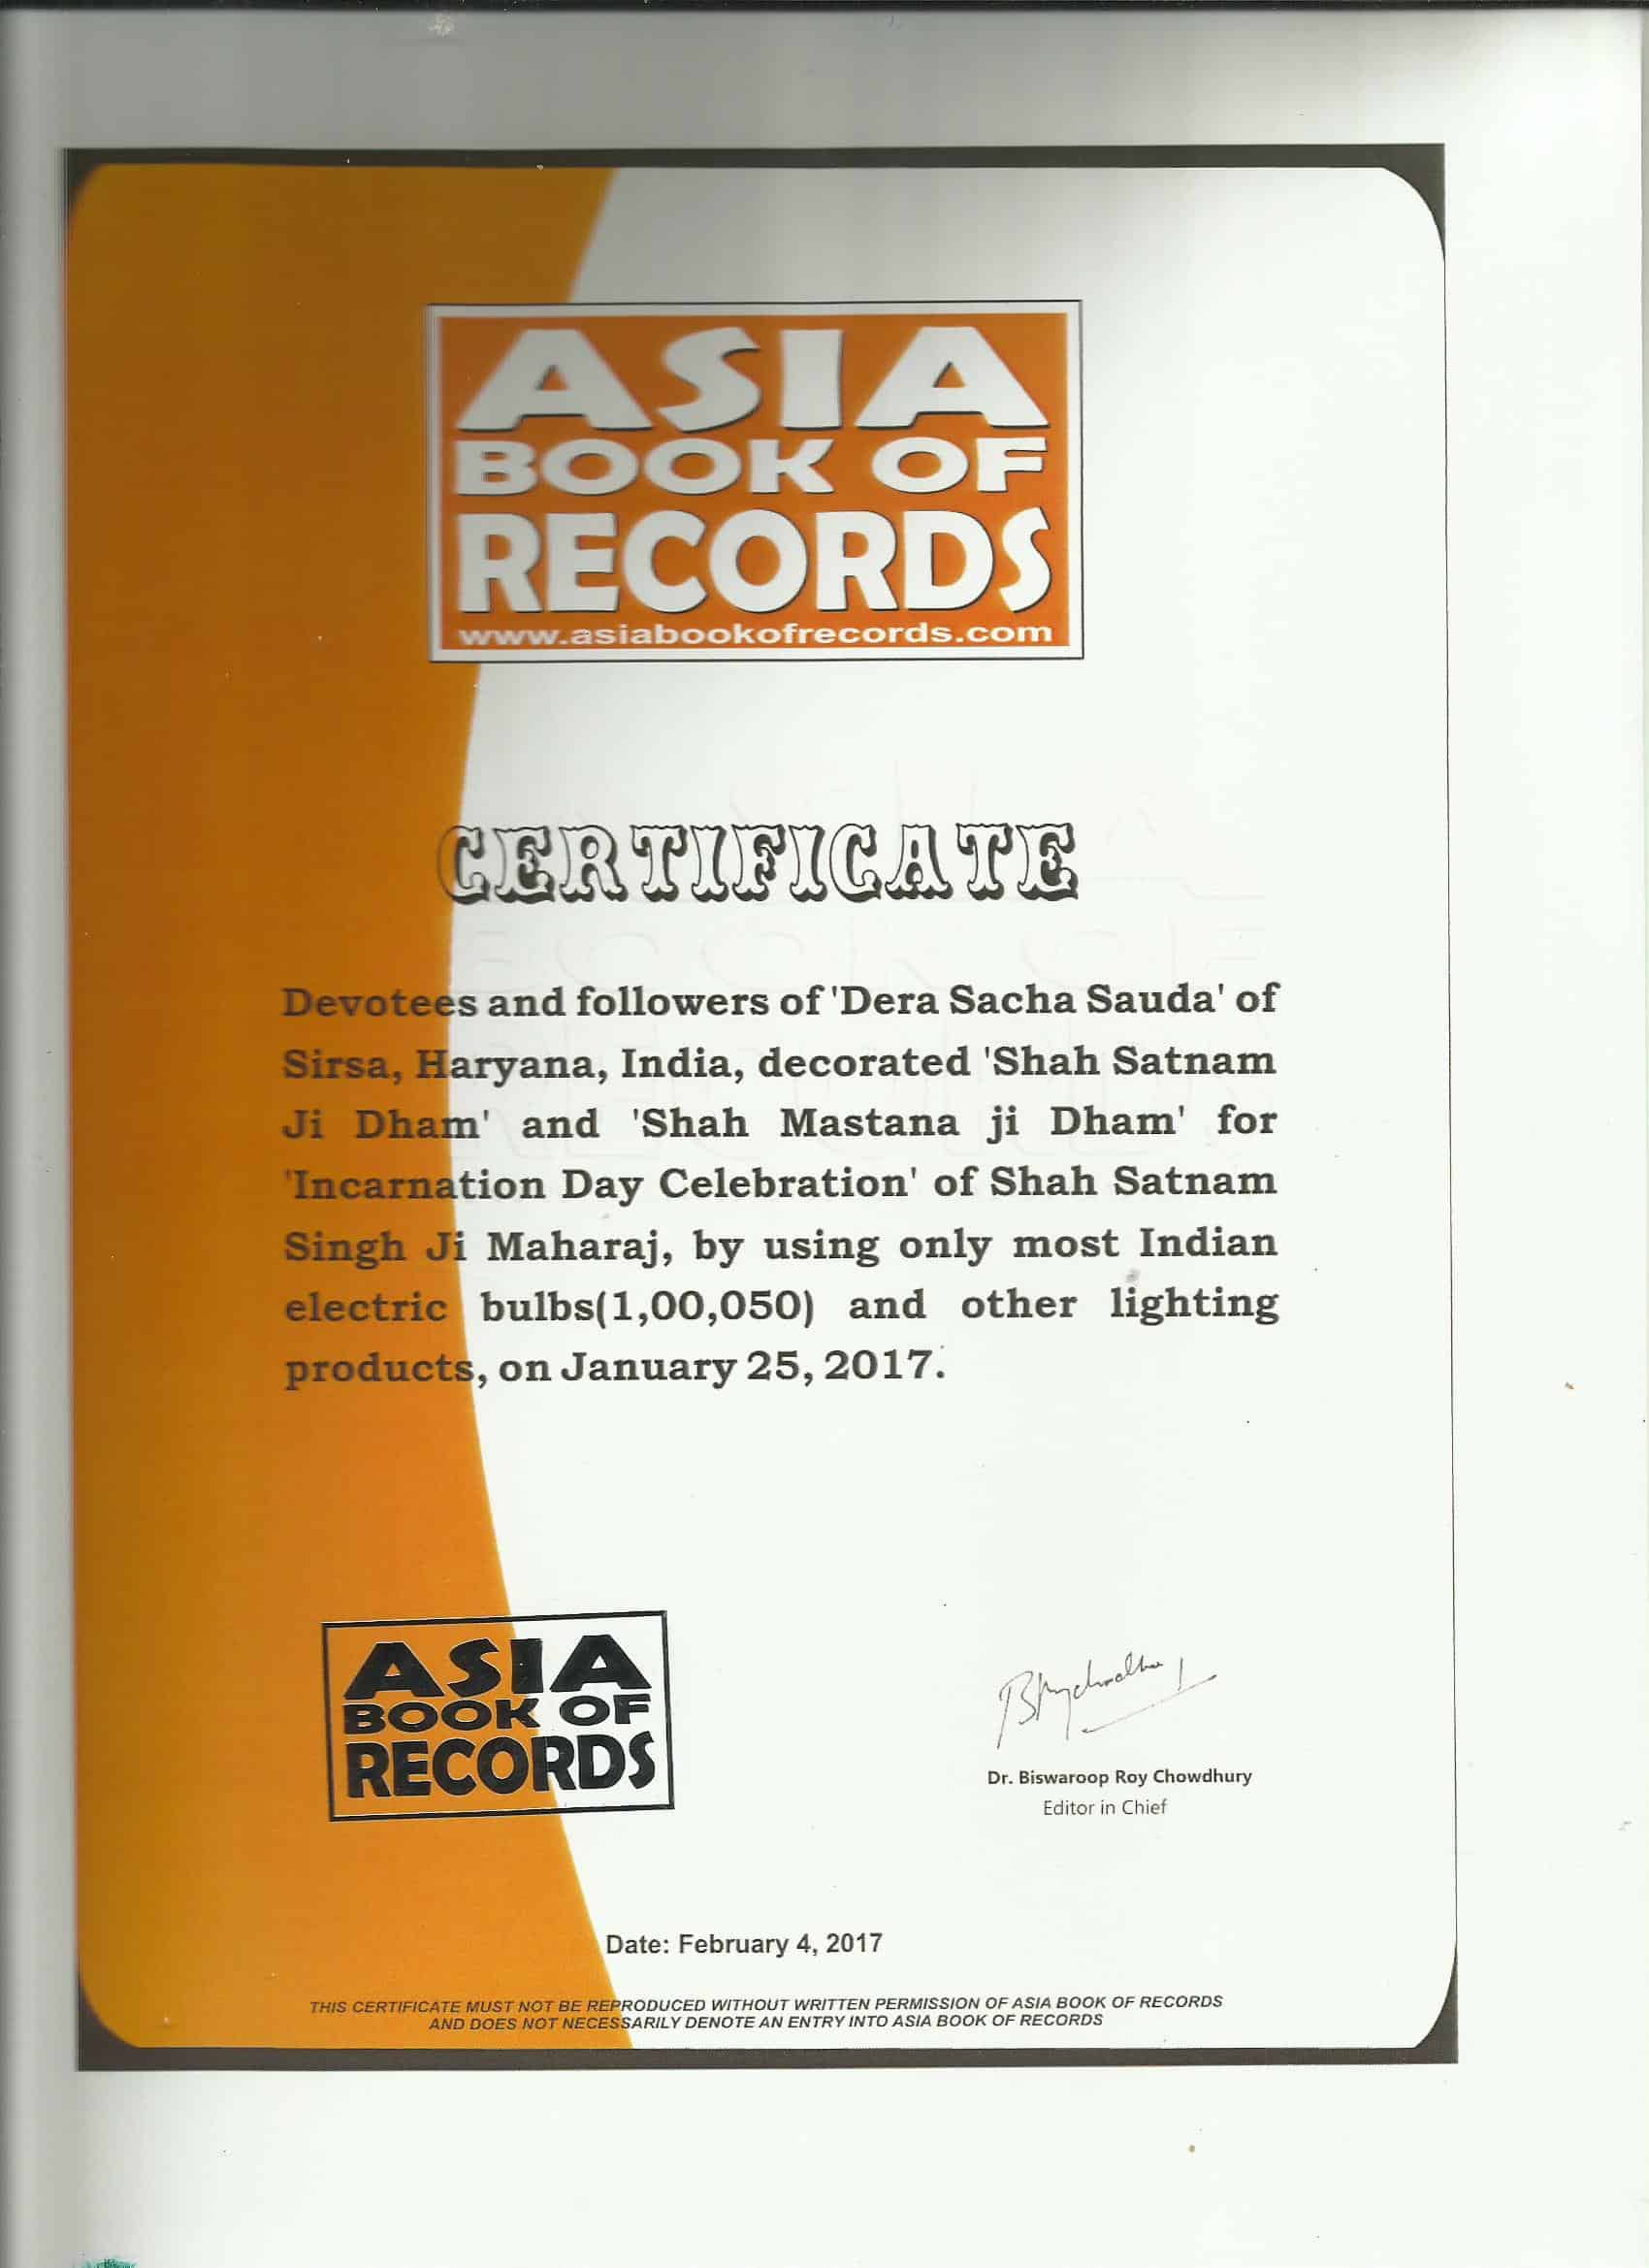 ASIA
BOOK OF
RECORDS
www.asiabookofrecords.com
CERTIFICATE
Devotees and followers of 'Dera Sacha Sauda' of
Sirsa, Haryana, India, decorated 'Shah Satnam
Ji Dham' and 'Shah Mastana ji Dham' for
'Incarnation Day Celebration' of Shah Satnam
Singh Ji Maharaj, by using only most Indian
electric bulbs(1,00,050) and other lighting
products, on January 25, 2017.
ASIA
BOOK OF
RECORDS
Dr. Biswaroop Roy Chowdhury
Editor in Chief
Date: February 4, 2017
THIS CERTIFICATE MUST NOT BE REPRODUCED WITHOUT WRITTEN PERMISSION OF ASIA BOOK OF RECORDS
AND DOES NOT NECESSARILY DENOTE AN ENTRY INTO ASIA BOOK OF RECORDS